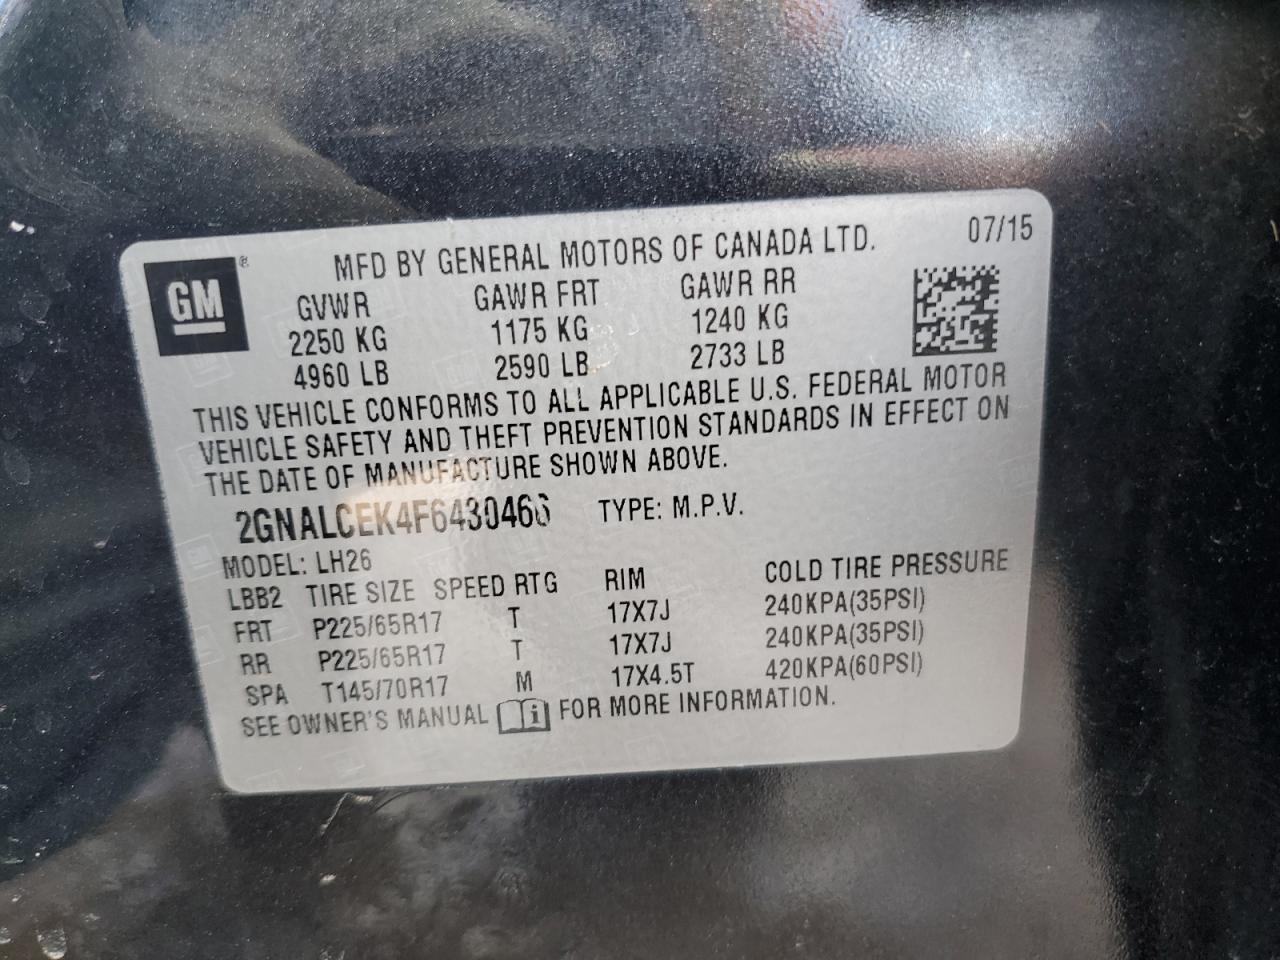 MFD BY GENERAL MOTORS OF CANADA LTD. 07/15
GM ®
GVWR GAWR FRT GAWR RR
2250 KG 1175 KG 1240 KG
4960 LB 2590 LB 2733 LB
THIS VEHICLE CONFORMS TO ALL APPLICABLE U.S. FEDERAL MOTOR
VEHICLE SAFETY AND THEFT PREVENTION STANDARDS IN EFFECT ON
THE DATE OF MANUFACTURE SHOWN ABOVE.
2GNALCEK4F6430466 TYPE: M.P.V.
MODEL: LH26
LBB2 TIRE SIZE SPEED RTG RIM COLD TIRE PRESSURE
FRT P225/65R17 T 17X7J 240KPA(35PSI)
RR P225/65R17 T 17X7J 240KPA(35PSI)
SPA T145/70R17 M 17X4.5T 420KPA(60PSI)
SEE OWNER'S MANUAL i FOR MORE INFORMATION.